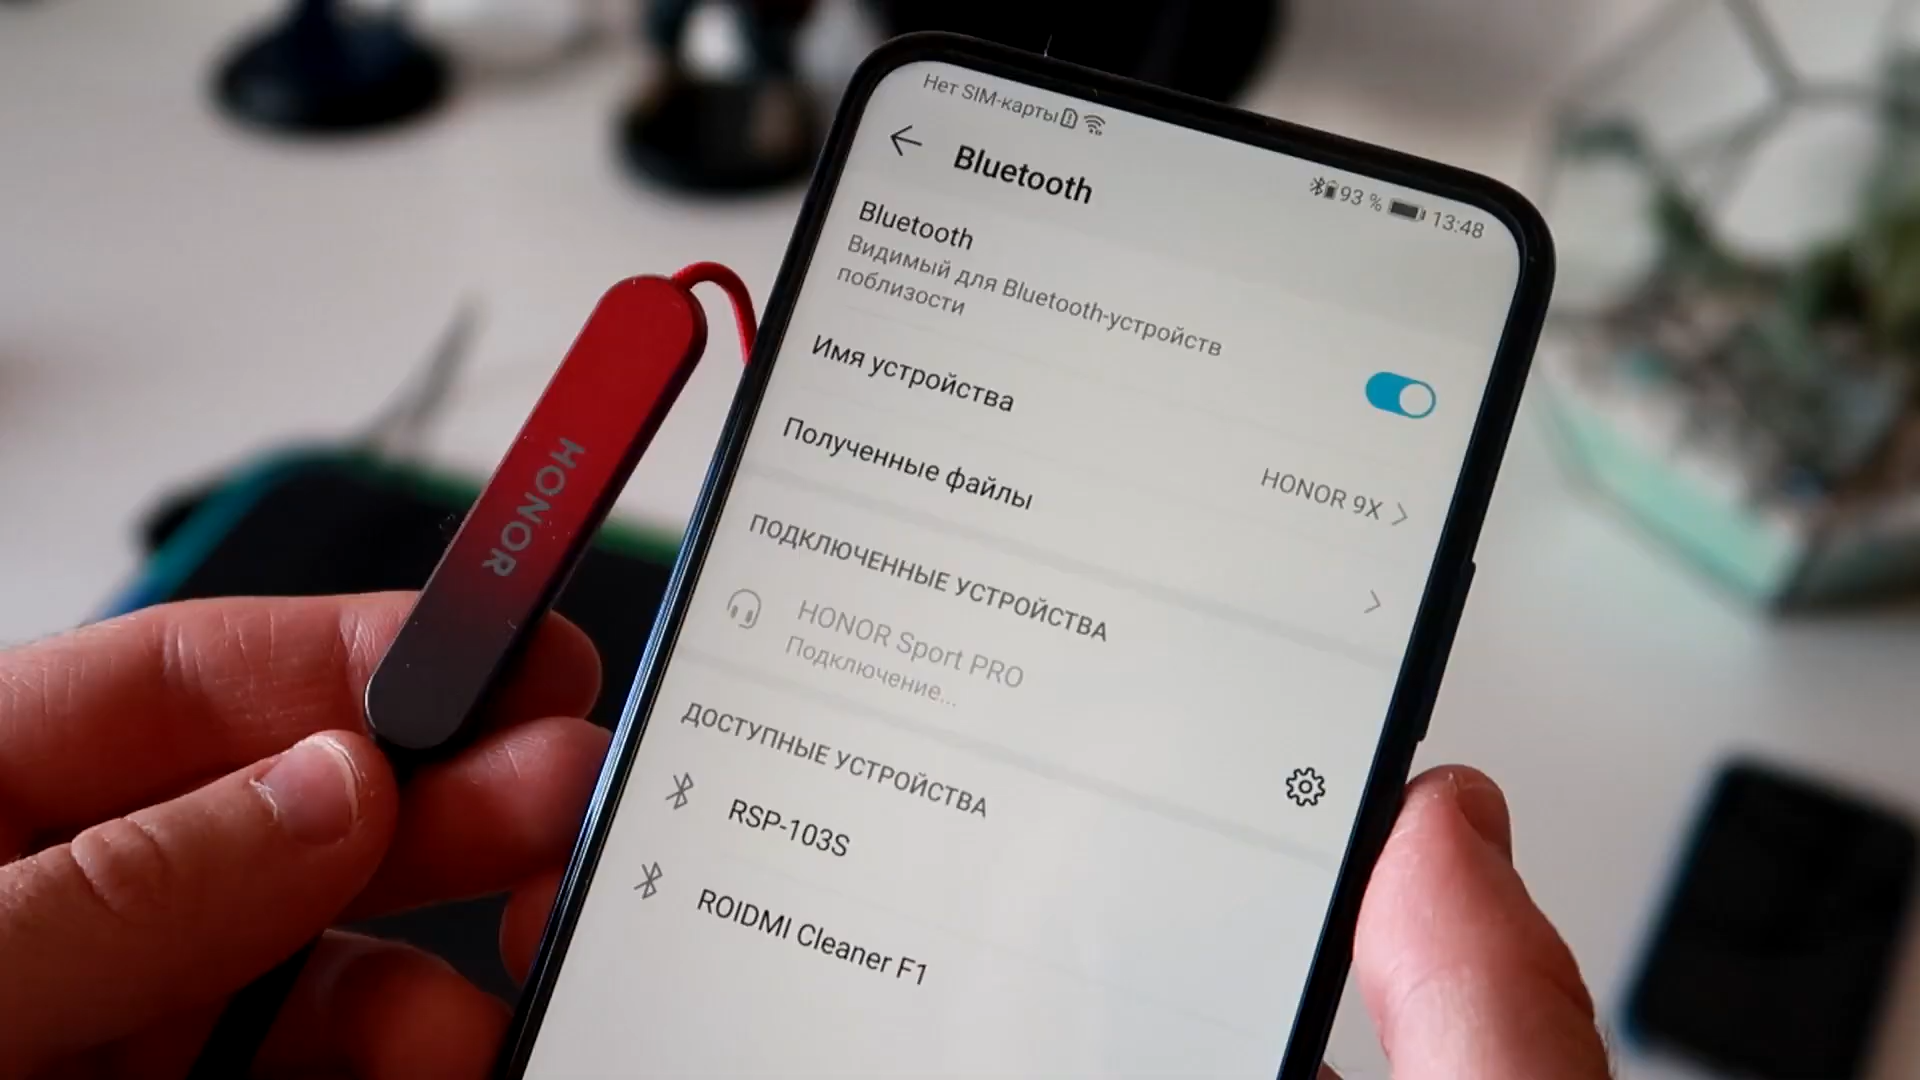 Нет SIM-карты
93 % 13:48
Bluetooth
Bluetooth
Видимый для Bluetooth-устройств
поблизости
Имя устройства
HONOR 9X
Полученные файлы
ПОДКЛЮЧЕННЫЕ УСТРОЙСТВА
HONOR Sport PRO
Подключение...
ДОСТУПНЫЕ УСТРОЙСТВА
RSP-103S
ROIDMI Cleaner F1
HONOR